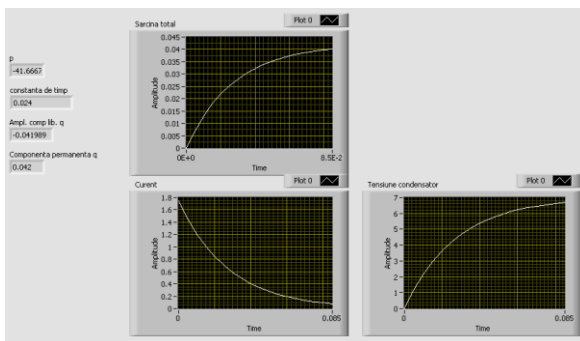 Sarcina total
Plot 0
Amplitude
0.045
0.04
0.035
0.03
0.025
0.02
0.015
0.01
0.005
0
0E+0
8.5E-2
Time
p
-41.6667
constanta de timp
0.024
Ampl. comp lib. q
-0.041989
Componenta permanenta q
0.042
Curent
Plot 0
Amplitude
1.8
1.6
1.4
1.2
1
0.8
0.6
0.4
0.2
0
0
0.085
Time
Tensiune condensator
Plot 0
Amplitude
7
6
5
4
3
2
1
0
0
0.085
Time